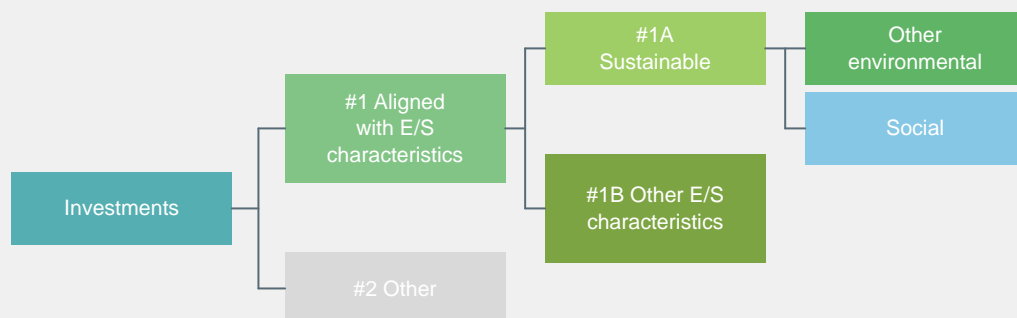 Investments
#1 Aligned
with E/S
characteristics
#2 Other
#1A
Sustainable
#1B Other E/S
characteristics
Other
environmental
Social